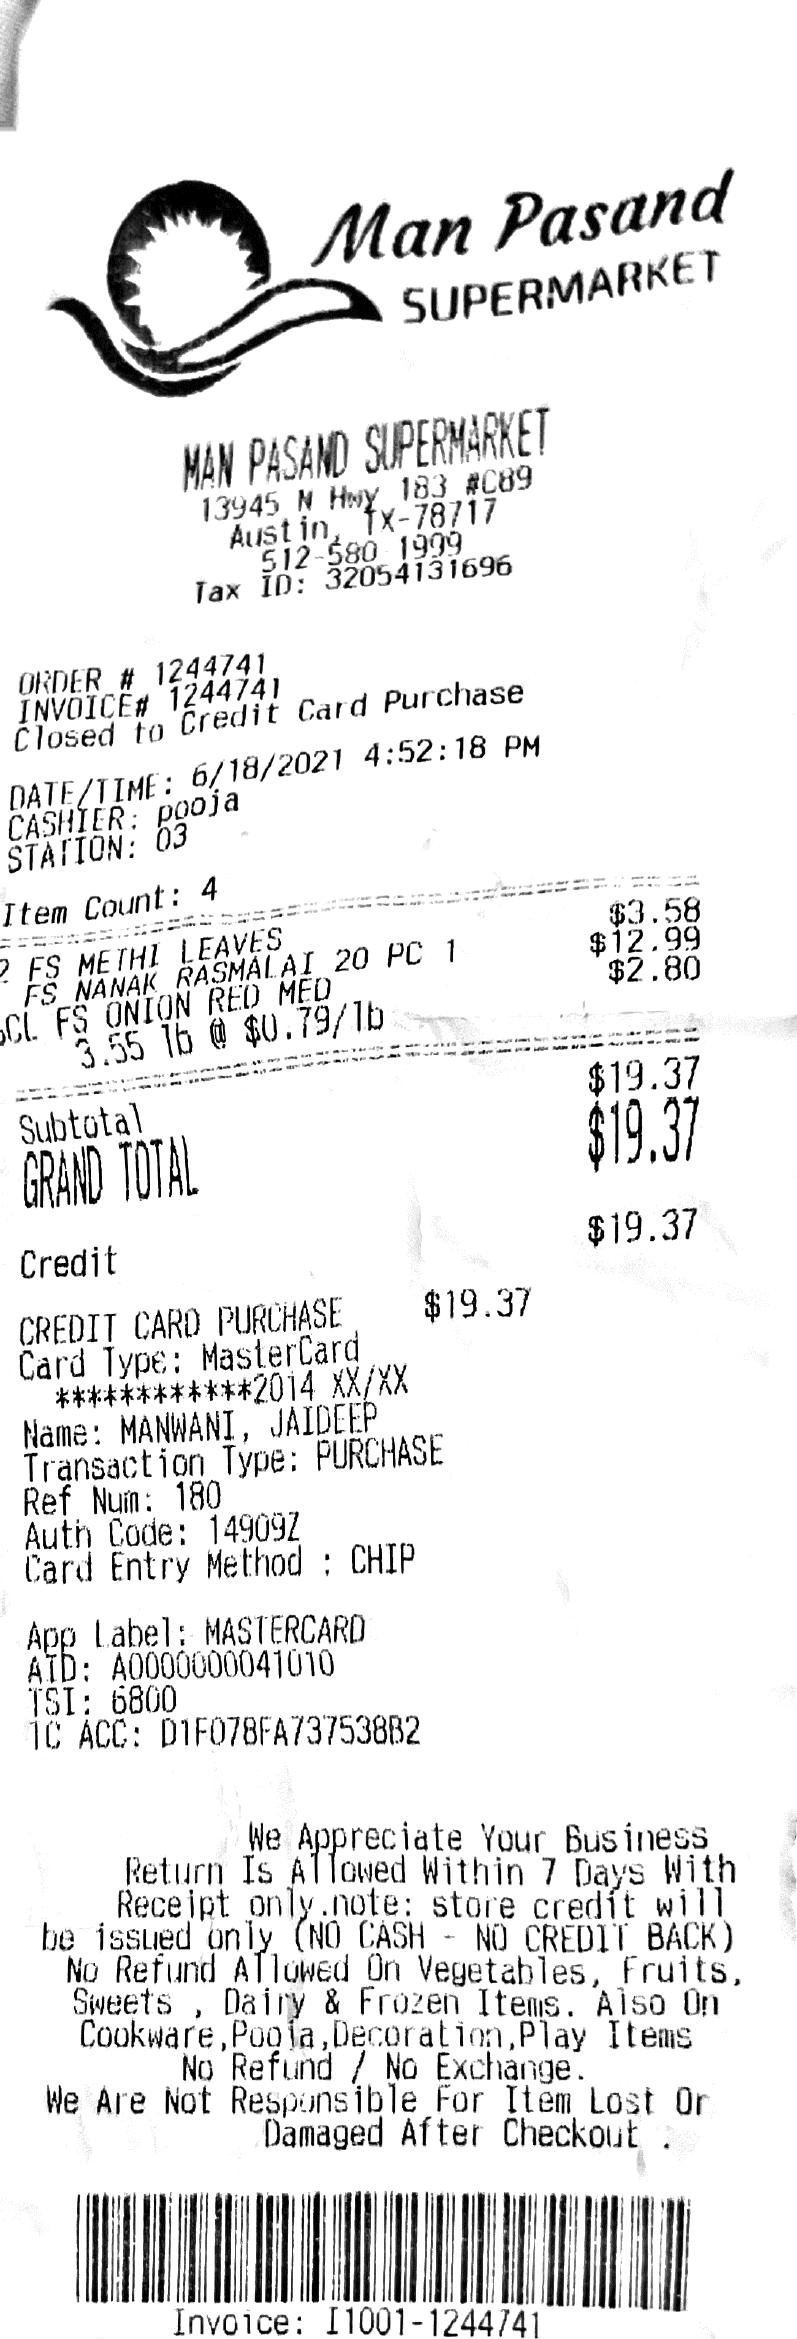 Man Pasand
SUPERMARKET
MAN PASAND SUPERMARKET
13945 N Hwy 183 #C89
Austin, TX-78717
512-580 1999
Tax ID: 32054131696
ORDER # 1244741
INVOICE# 1244741
Closed to Credit Card Purchase
DATE/TIME: 6/18/2021 4:52:18 PM
CASHIER: pooja
STATION: 03
Item Count: 4
2 FS METHI LEAVES $3.58
FS NANAK RASMALAI 20 PC 1 $12.99
SCL FS ONION RED MED $2.80
3.55 lb @ $0.79/lb
Subtotal $19.37
GRAND TOTAL $19.37
Credit $19.37
CREDIT CARD PURCHASE $19.37
Card Type: MasterCard
************2014 XX/XX
Name: MANWANI, JAIDEEP
Transaction Type: PURCHASE
Ref Num: 180
Auth Code: 14909Z
Card Entry Method : CHIP
App Label: MASTERCARD
AID: A0000000041010
TSI: 6800
TC ACC: D1F078FA737538B2
We Appreciate Your Business
Return Is Allowed Within 7 Days With
Receipt only.note: store credit will
be issued only (NO CASH - NO CREDIT BACK)
No Refund Allowed On Vegetables, Fruits,
Sweets , Dairy & Frozen Items. Also On
Cookware,Pooja,Decoration,Play Items
No Refund / No Exchange.
We Are Not Responsible For Item Lost Or
Damaged After Checkout .
Invoice: I1001-1244741